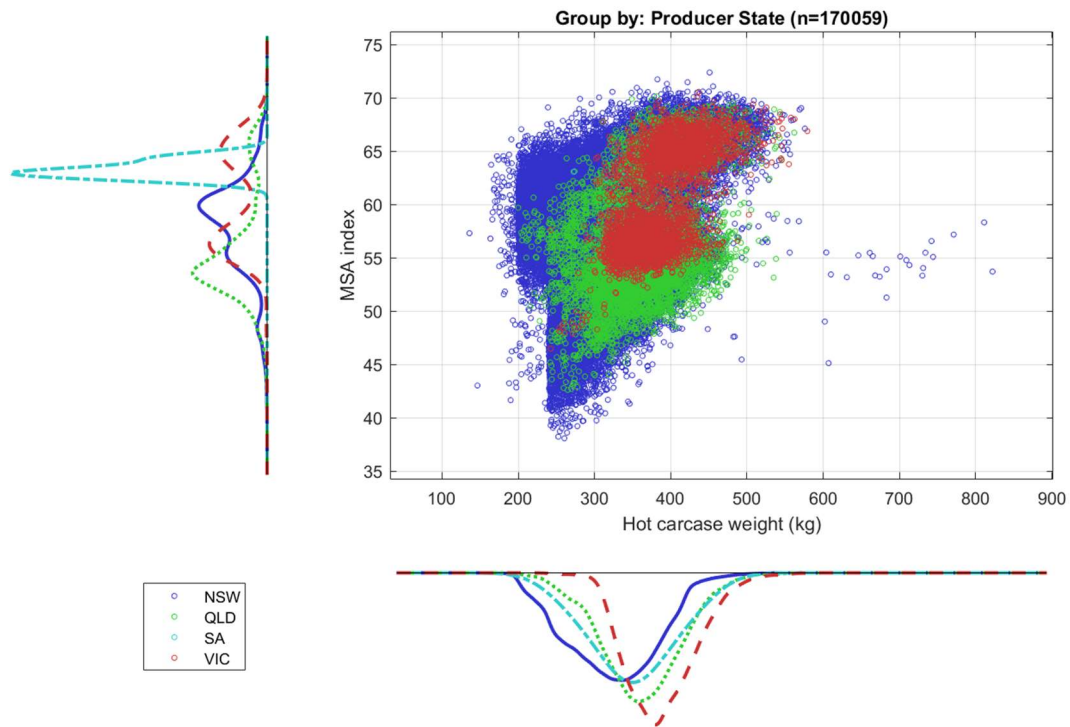 Group by: Producer State (n=170059)
75
70
65
60
55
50
45
40
35
MSA index
100 200 300 400 500 600 700 800 900
Hot carcase weight (kg)
NSW
QLD
SA
VIC